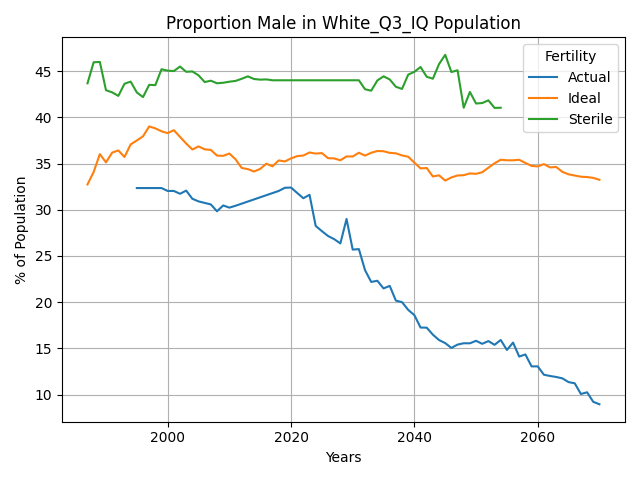 Proportion Male in White_Q3_IQ Population
Fertility
Actual
Ideal
Sterile
% of Population
45
40
35
30
25
20
15
10
2000
2020
2040
2060
Years